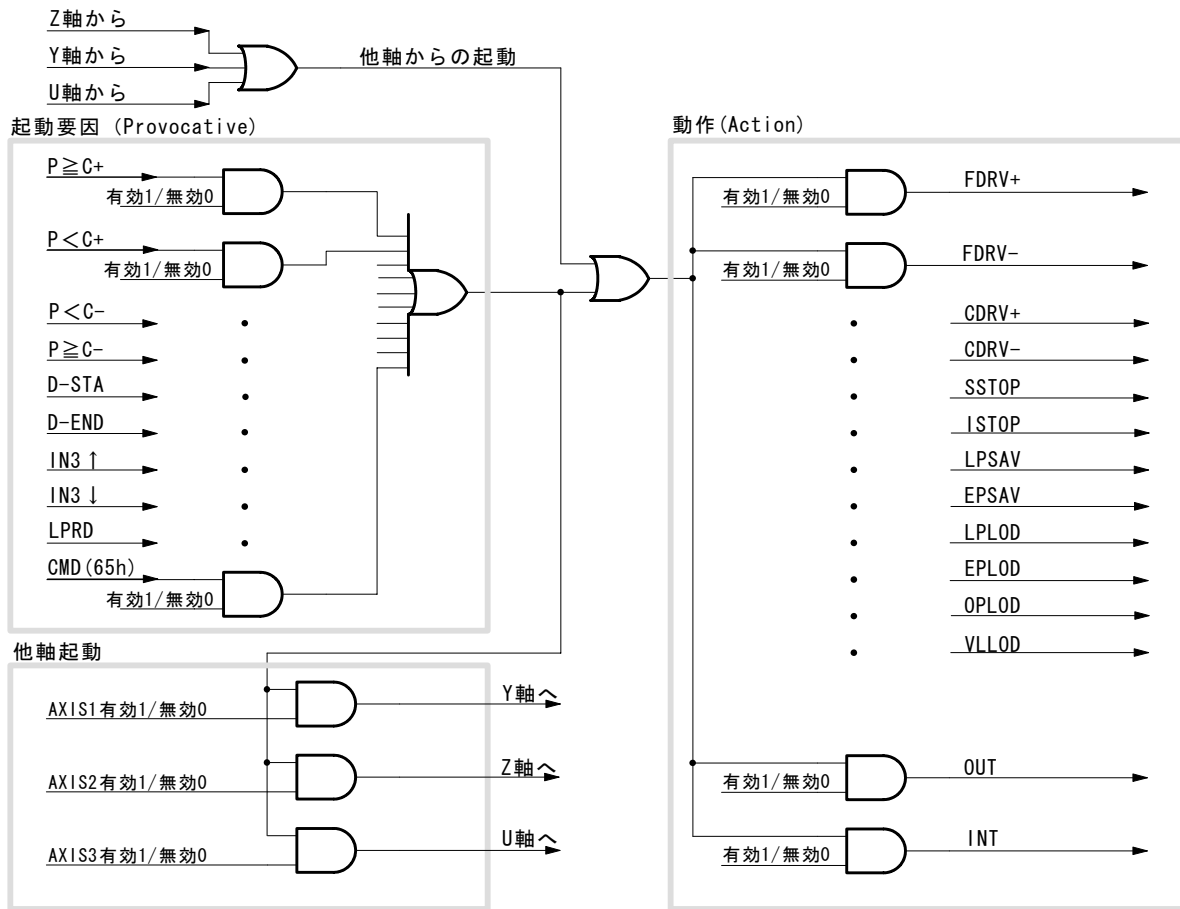 Z軸から
Y軸から
U軸から
他軸からの起動
起動要因 (Provocative)
P≧C+
有効1/無効0
P<C+
有効1/無効0
P<C-
P≧C-
D-STA
D-END
IN3↑
IN3↓
LPRD
CMD(65h)
有効1/無効0
他軸起動
AXIS1有効1/無効0
Y軸へ
AXIS2有効1/無効0
Z軸へ
AXIS3有効1/無効0
U軸へ
動作(Action)
有効1/無効0
FDRV+
有効1/無効0
FDRV-
CDRV+
CDRV-
SSTOP
ISTOP
LPSAV
EPSAV
LPLOD
EPLOD
OPLOD
VLLOD
有効1/無効0
OUT
有効1/無効0
INT